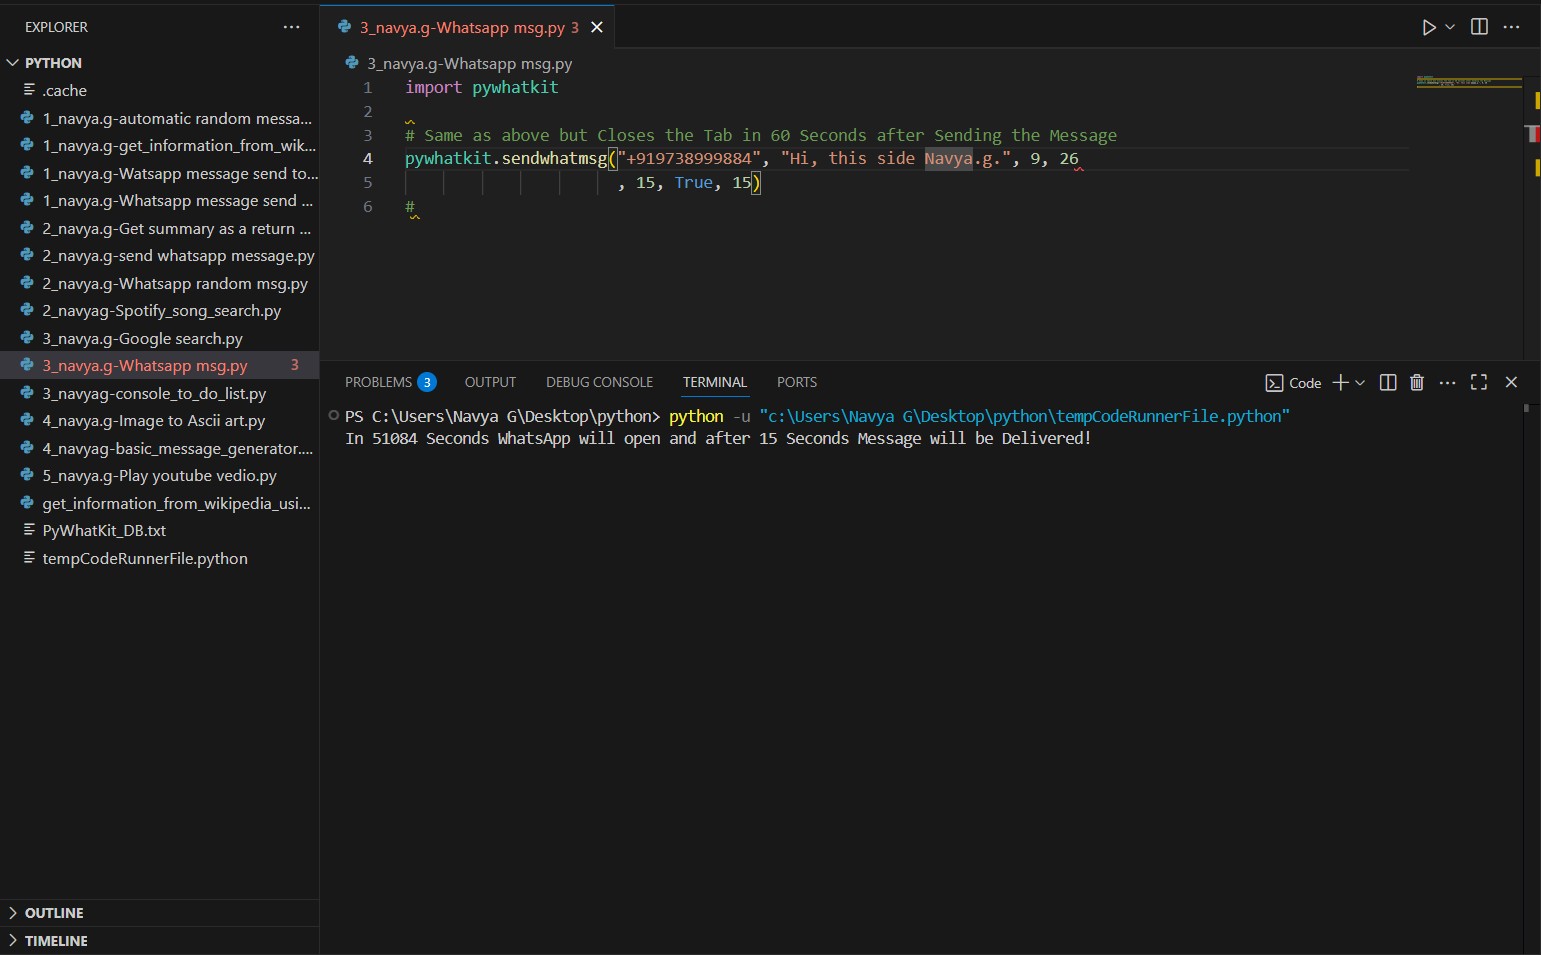 EXPLORER ...
PYTHON
.cache
1_navya.g-automatic random messa...
1_navya.g-get_information_from_wik...
1_navya.g-Watsapp message send to...
1_navya.g-Whatsapp message send ...
2_navya.g-Get summary as a return ...
2_navya.g-send whatsapp message.py
2_navya.g-Whatsapp random msg.py
2_navyag-Spotify_song_search.py
3_navya.g-Google search.py
3_navya.g-Whatsapp msg.py 3
3_navyag-console_to_do_list.py
4_navya.g-Image to Ascii art.py
4_navyag-basic_message_generator....
5_navya.g-Play youtube vedio.py
get_information_from_wikipedia_usi...
PyWhatKit_DB.txt
tempCodeRunnerFile.python
OUTLINE
TIMELINE
3_navya.g-Whatsapp msg.py 3
3_navya.g-Whatsapp msg.py
1 import pywhatkit
2
3 # Same as above but Closes the Tab in 60 Seconds after Sending the Message
4 pywhatkit.sendwhatmsg("+919738999884", "Hi, this side Navya.g.", 9, 26
5 , 15, True, 15)
6 #
PROBLEMS 3 OUTPUT DEBUG CONSOLE TERMINAL PORTS Code
PS C:\Users\Navya G\Desktop\python> python -u "c:\Users\Navya G\Desktop\python\tempCodeRunnerFile.python"
In 51084 Seconds WhatsApp will open and after 15 Seconds Message will be Delivered!